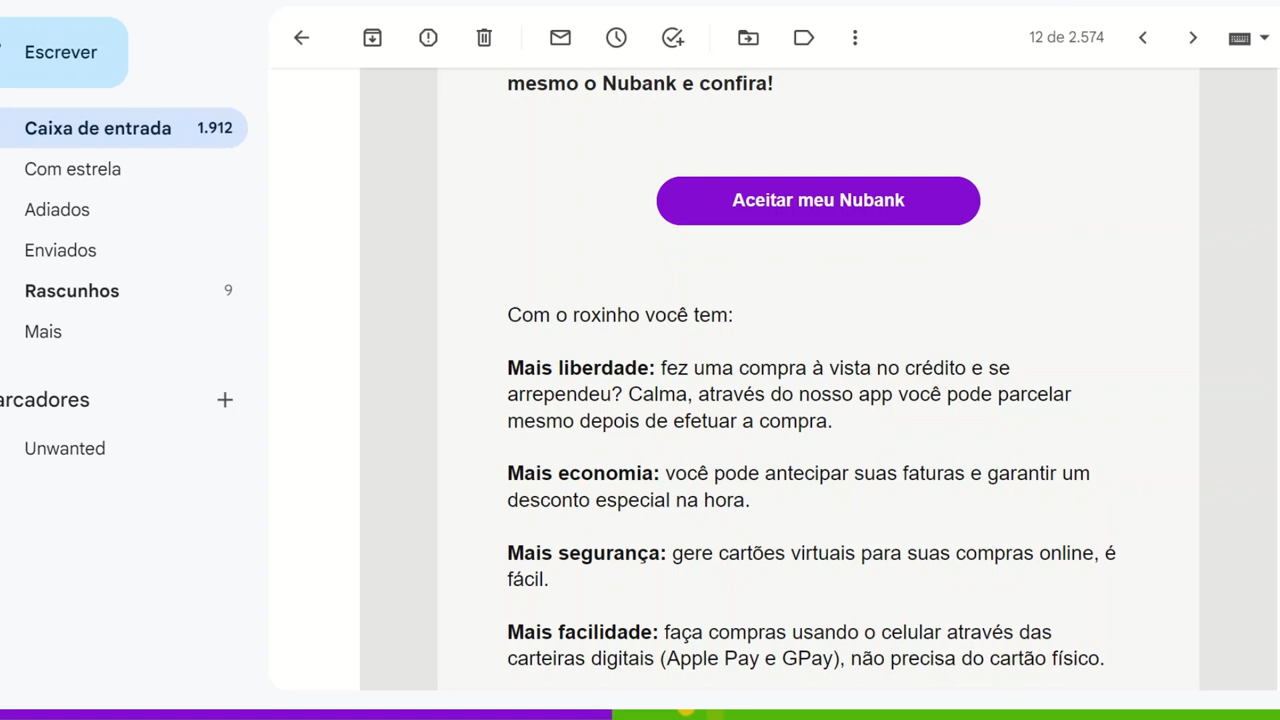 Escrever
12 de 2.574
Caixa de entrada 1.912
Com estrela
Adiados
Enviados
Rascunhos 9
Mais
arcadores
Unwanted
mesmo o Nubank e confira!
Aceitar meu Nubank
Com o roxinho você tem:
Mais liberdade: fez uma compra à vista no crédito e se
arrependeu? Calma, através do nosso app você pode parcelar
mesmo depois de efetuar a compra.
Mais economia: você pode antecipar suas faturas e garantir um
desconto especial na hora.
Mais segurança: gere cartões virtuais para suas compras online, é
fácil.
Mais facilidade: faça compras usando o celular através das
carteiras digitais (Apple Pay e GPay), não precisa do cartão físico.